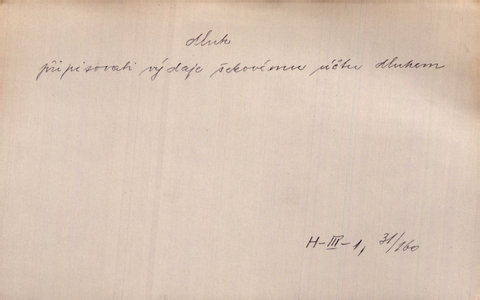 dluh
připisovati výdaje šekovému účtu dluhem
H-III-1, 31/160